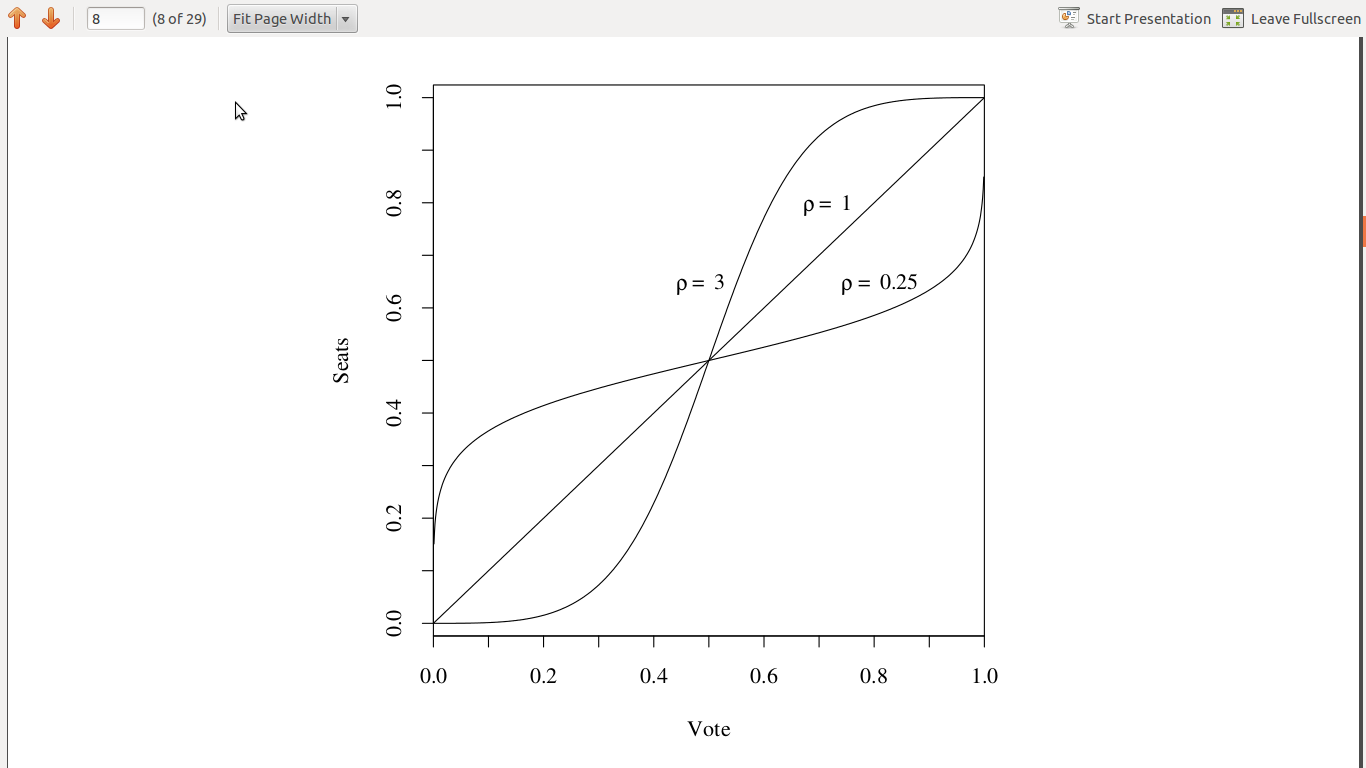 8 (8 of 29) Fit Page Width Start Presentation Leave Fullscreen
1.0
ρ = 1
0.8
ρ = 3 ρ = 0.25
0.6
Seats
0.4
0.2
0.0
0.0 0.2 0.4 0.6 0.8 1.0
Vote